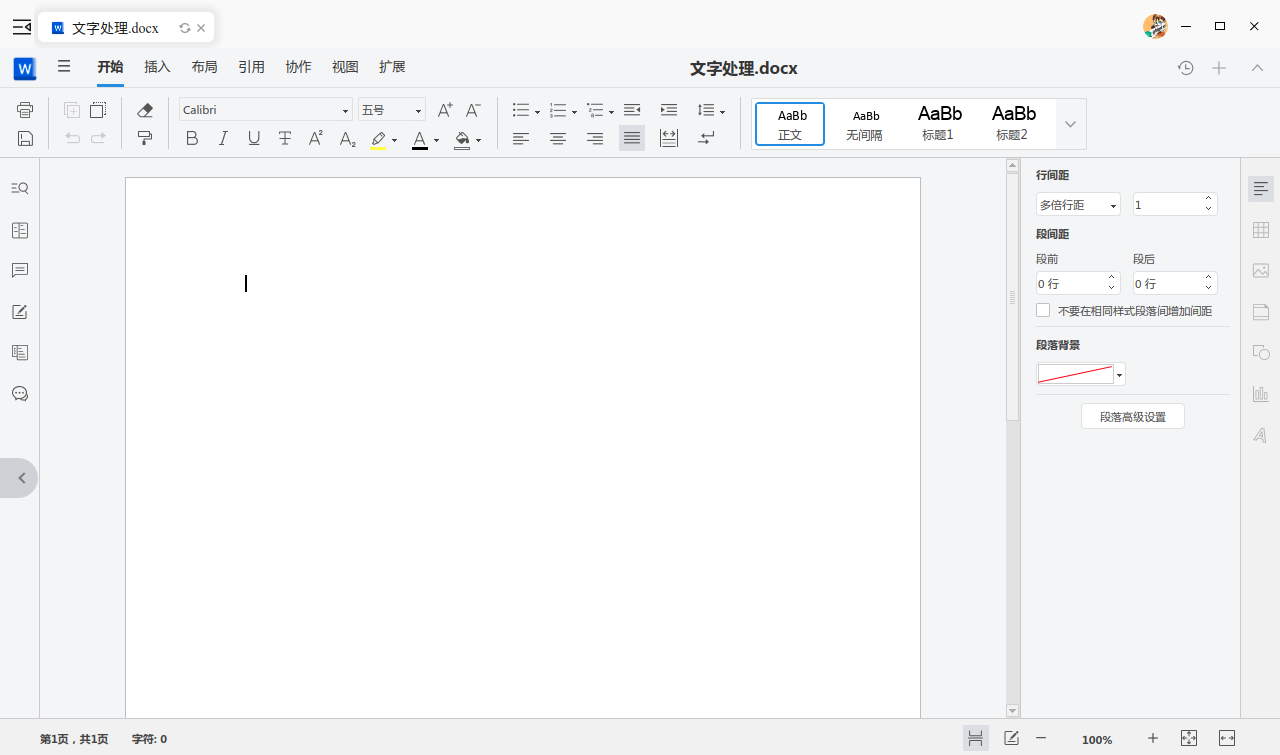 文字处理.docx
W
开始 插入 布局 引用 协作 视图 扩展
文字处理.docx
Calibri
五号
AaBb
正文
AaBb
无间隔
AaBb
标题1
AaBb
标题2
行间距
多倍行距
1
段间距
段前
段后
0 行
0 行
不要在相同样式段落间增加间距
段落背景
段落高级设置
第1页，共1页
字符: 0
100%